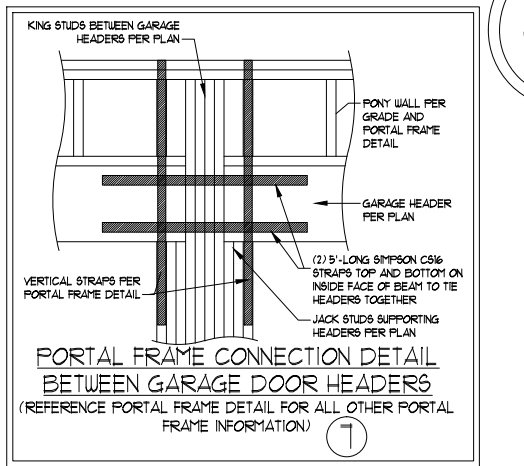 KING STUDS BETWEEN GARAGE
HEADERS PER PLAN
PONY WALL PER
GRADE AND
PORTAL FRAME
DETAIL
GARAGE HEADER
PER PLAN
(2) 5'-LONG SIMPSON CS16
STRAPS TOP AND BOTTOM ON
INSIDE FACE OF BEAM TO TIE
HEADERS TOGETHER
VERTICAL STRAPS PER
PORTAL FRAME DETAIL
JACK STUDS SUPPORTING
HEADERS PER PLAN
PORTAL FRAME CONNECTION DETAIL
BETWEEN GARAGE DOOR HEADERS
(REFERENCE PORTAL FRAME DETAIL FOR ALL OTHER PORTAL
FRAME INFORMATION)
7